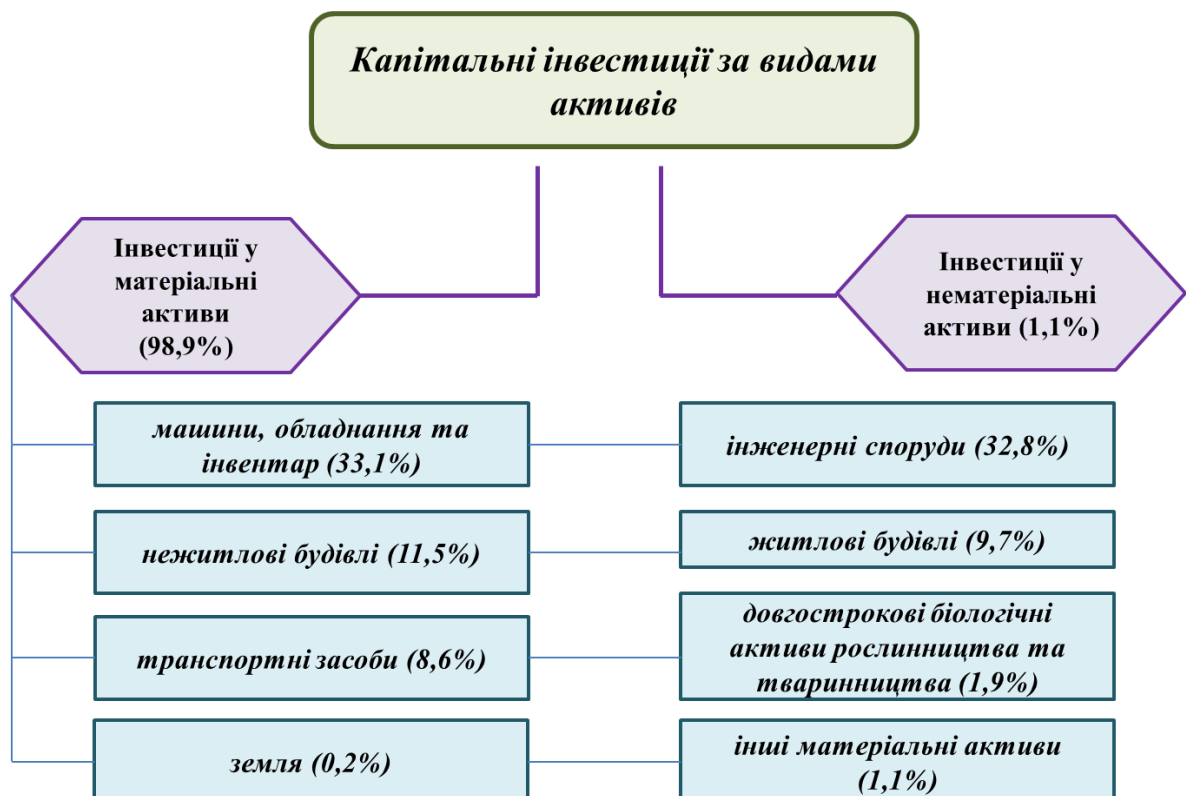 Капітальні інвестиції за видами
активів
Інвестиції у
матеріальні
активи
(98,9%)
Інвестиції у
нематеріальні
активи (1,1%)
машини, обладнання та
інвентар (33,1%)
інженерні споруди (32,8%)
нежитлові будівлі (11,5%)
житлові будівлі (9,7%)
транспортні засоби (8,6%)
довгострокові біологічні
активи рослинництва та
тваринництва (1,9%)
земля (0,2%)
інші матеріальні активи
(1,1%)